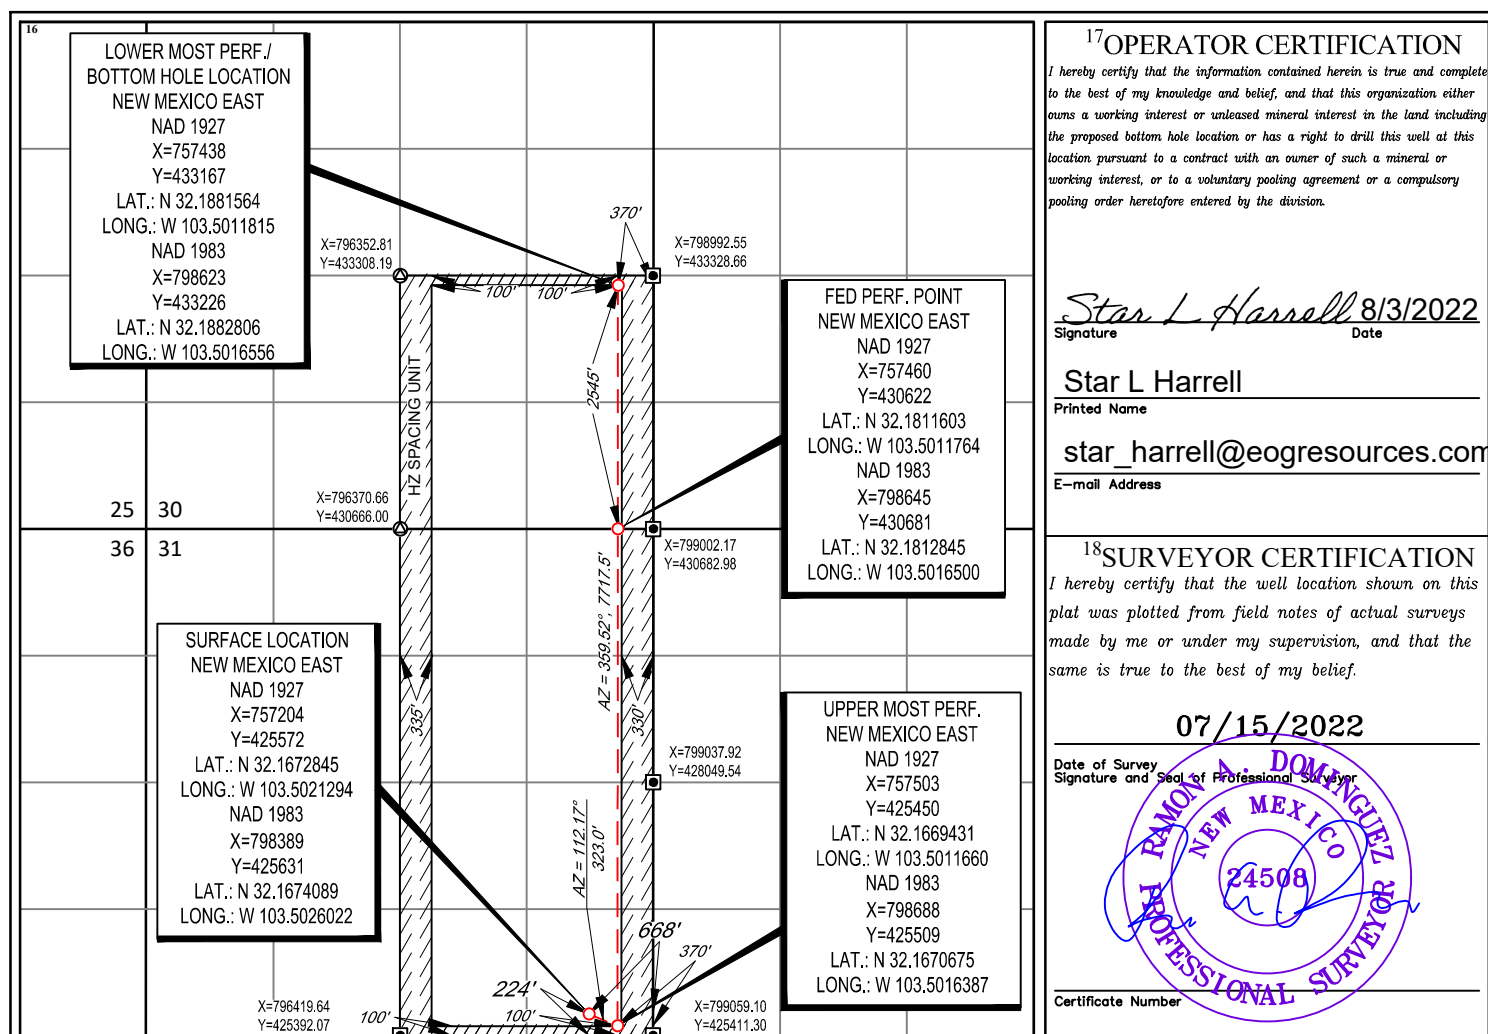 16
LOWER MOST PERF./
BOTTOM HOLE LOCATION
NEW MEXICO EAST
NAD 1927
X=757438
Y=433167
LAT.: N 32.1881564
LONG.: W 103.5011815
NAD 1983
X=798623
Y=433226
LAT.: N 32.1882806
LONG.: W 103.5016556
X=796352.81
Y=433308.19
370'
X=798992.55
Y=433328.66
100'
100'
HZ SPACING UNIT
2545'
FED PERF. POINT
NEW MEXICO EAST
NAD 1927
X=757460
Y=430622
LAT.: N 32.1811603
LONG.: W 103.5011764
NAD 1983
X=798645
Y=430681
LAT.: N 32.1812845
LONG.: W 103.5016500
25 30
36 31
X=796370.66
Y=430666.00
X=799002.17
Y=430682.98
AZ = 359.52°, 7717.5'
SURFACE LOCATION
NEW MEXICO EAST
NAD 1927
X=757204
Y=425572
LAT.: N 32.1672845
LONG.: W 103.5021294
NAD 1983
X=798389
Y=425631
LAT.: N 32.1674089
LONG.: W 103.5026022
335'
330'
X=799037.92
Y=428049.54
AZ = 112.17°
323.0'
UPPER MOST PERF.
NEW MEXICO EAST
NAD 1927
X=757503
Y=425450
LAT.: N 32.1669431
LONG.: W 103.5011660
NAD 1983
X=798688
Y=425509
LAT.: N 32.1670675
LONG.: W 103.5016387
668'
370'
224'
X=796419.64
Y=425392.07
100'
100'
X=799059.10
Y=425411.30
17OPERATOR CERTIFICATION
I hereby certify that the information contained herein is true and complete
to the best of my knowledge and belief, and that this organization either
owns a working interest or unleased mineral interest in the land including
the proposed bottom hole location or has a right to drill this well at this
location pursuant to a contract with an owner of such a mineral or
working interest, or to a voluntary pooling agreement or a compulsory
pooling order heretofore entered by the division.
Star L Harrell 8/3/2022
Signature Date
Star L Harrell
Printed Name
star_harrell@eogresources.com
E-mail Address
18SURVEYOR CERTIFICATION
I hereby certify that the well location shown on this
plat was plotted from field notes of actual surveys
made by me or under my supervision, and that the
same is true to the best of my belief.
07/15/2022
Date of Survey
Signature and Seal of Professional Surveyor
RAMON A. DOMINGUEZ
NEW MEXICO
24508
PROFESSIONAL SURVEYOR
Certificate Number